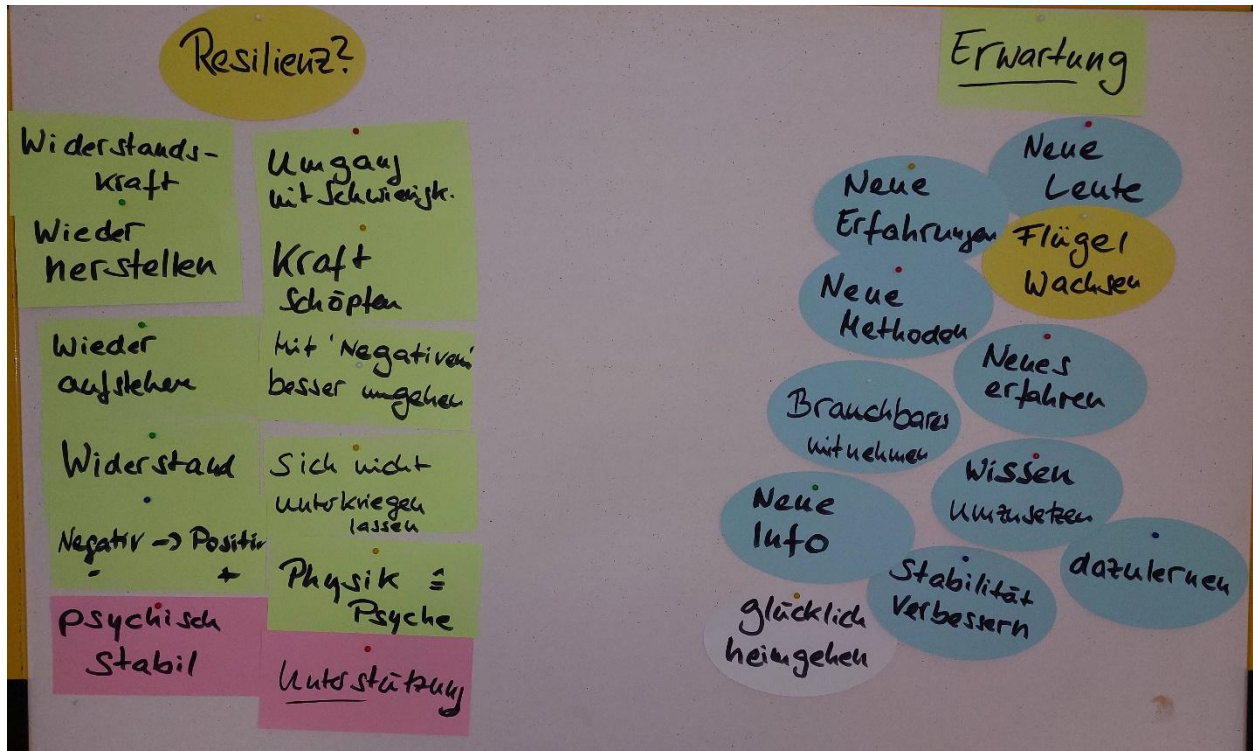 Resilienz?
Widerstands-
kraft
Wieder
herstellen
Wieder
aufstehen
Widerstand
Negativ -> Positiv
- +
psychisch
Stabil
Umgang
mit Schwierigk.
Kraft
schöpfen
Mit 'Negativem'
besser umgehen
Sich nicht
unterkriegen
lassen
Physik ≙
Psyche
Unterstützung
Erwartung
Neue
Leute
Neue
Erfahrungen
Flügel
Wachsen
Neue
Methoden
Neues
erfahren
Brauchbares
mitnehmen
Wissen
umzusetzen
Neue
Info
dazulernen
Stabilität
verbessern
glücklich
heimgehen